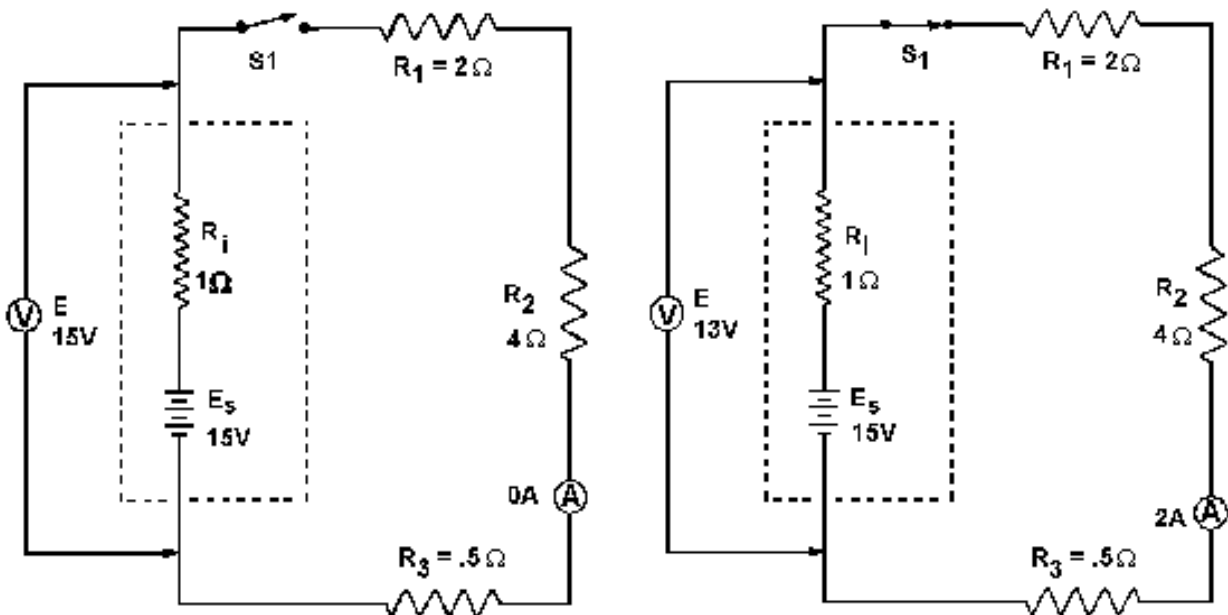 S1
R1 = 2Ω
Ri
1Ω
V
E
15V
R2
4Ω
Es
15V
0A
A
R3 = .5Ω
S1
R1 = 2Ω
RI
1Ω
V
E
13V
R2
4Ω
Es
15V
2A
A
R3 = .5Ω